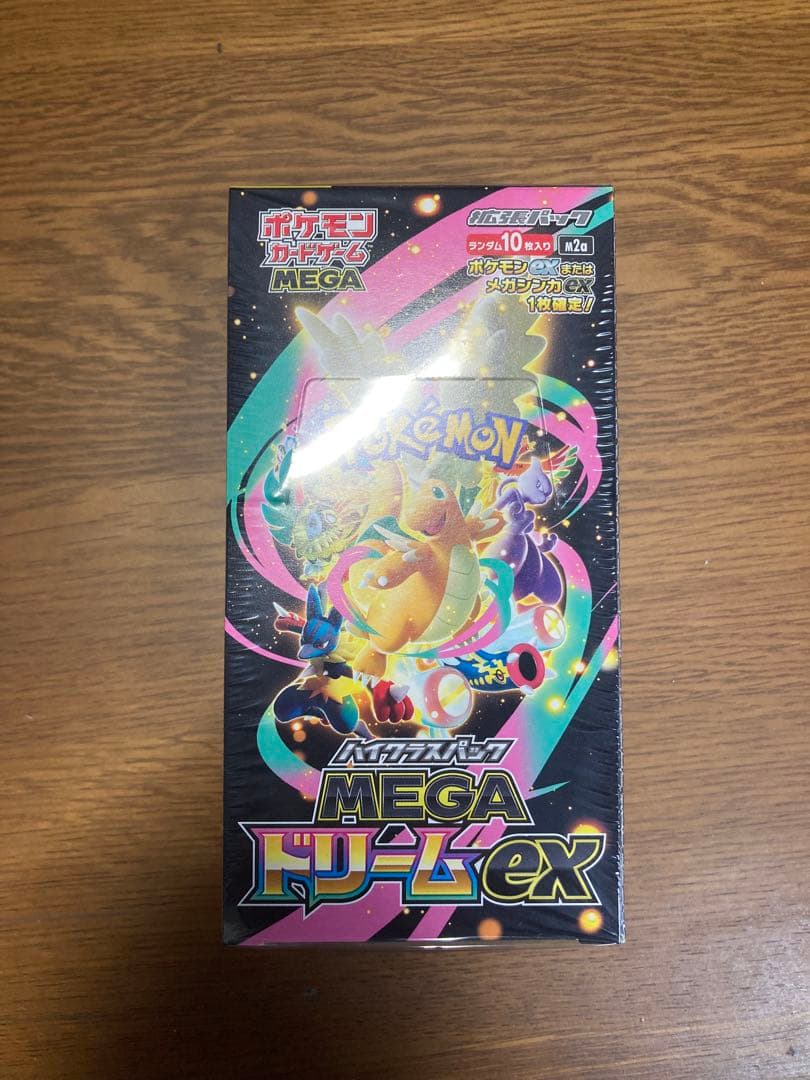 ポケモン
カードゲーム
MEGA
拡張パック
ランダム10枚入り M2a
ポケモンexまたは
メガシンカex
1枚確定!
POKéMON
ハイクラスパック
MEGA
ドリームex